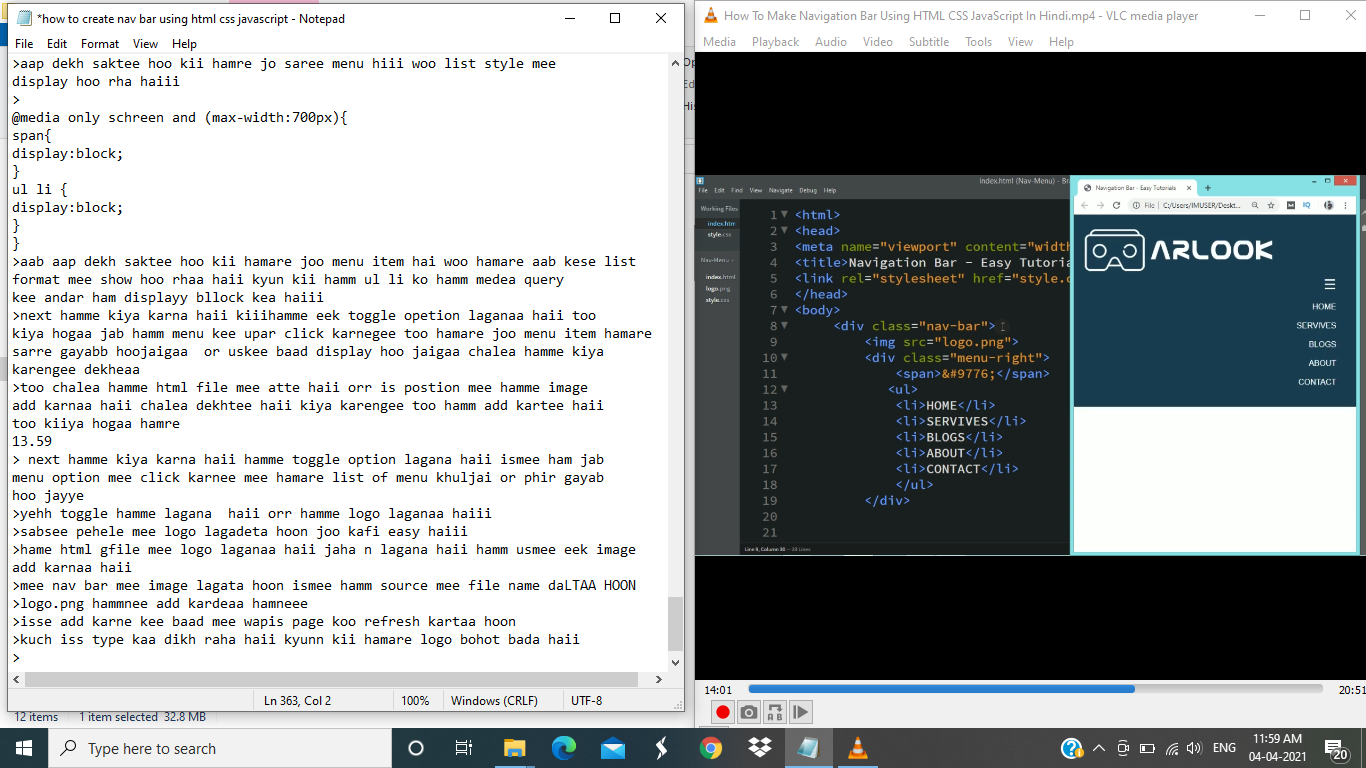 *how to create nav bar using html css javascript - Notepad
File Edit Format View Help
>aap dekh saktee hoo kii hamre jo saree menu hiii woo list style mee
display hoo rha haiii
>
@media only schreen and (max-width:700px){
span{
display:block;
}
ul li {
display:block;
}
}
>aab aap dekh saktee hoo kii hamare joo menu item hai woo hamare aab kese list
format mee show hoo rhaa haii kyun kii hamm ul li ko hamm medea query
kee andar ham displayy bllock kea haiii
>next hamme kiya karna haii kiiihamme eek toggle opetion laganaa haii too
kiya hogaa jab hamm menu kee upar click karnegee too hamare joo menu item hamare
sarre gayabb hoojaigaa  or uskee baad display hoo jaigaa chalea hamme kiya
karengee dekheaa
>too chalea hamme html file mee atte haii orr is postion mee hamme image
add karnaa haii chalea dekhtee haii kiya karengee too hamm add kartee haii
too kiiya hogaa hamre
13.59
> next hamme kiya karna haii hamme toggle option lagana haii ismee ham jab
menu option mee click karnee mee hamare list of menu khuljai or phir gayab
hoo jayye
>yehh toggle hamme lagana  haii orr hamme logo laganaa haiii
>sabsee pehele mee logo lagadeta hoon joo kafi easy haiii
>hame html gfile mee logo laganaa haii jaha n lagana haii hamm usmee eek image
add karnaa haii
>mee nav bar mee image lagata hoon ismee hamm source mee file name daLTAA HOON
>logo.png hammnee add kardeaa hamneee
>isse add karne kee baad mee wapis page koo refresh kartaa hoon
>kuch iss type kaa dikh raha haii kyunn kii hamare logo bohot bada haii
>
Ln 363, Col 2 100% Windows (CRLF) UTF-8
12 items 1 item selected 32.8 MB
How To Make Navigation Bar Using HTML CSS JavaScript In Hindi.mp4 - VLC media player
Media Playback Audio Video Subtitle Tools View Help
index.html (Nav-Menu) - Br
File Edit Find View Navigate Debug Help
Working Files
index.htm
style.css
Nav-Menu
index.html
logo.png
style.css
1 <html>
2 <head>
3 <meta name="viewport" content="width
4 <title>Navigation Bar - Easy Tutoria
5 <link rel="stylesheet" href="style.c
6 </head>
7 <body>
8 <div class="nav-bar">
9 <img src="logo.png">
10 <div class="menu-right">
11 <span>&#9776;</span>
12 <ul>
13 <li>HOME</li>
14 <li>SERVIVES</li>
15 <li>BLOGS</li>
16 <li>ABOUT</li>
17 <li>CONTACT</li>
18 </ul>
19 </div>
20
21
Line 8, Column 30 — 33 Lines
Navigation Bar - Easy Tutorials
File | C:/Users/IMUSER/Deskt...
ARLOOK
☰
HOME
SERVIVES
BLOGS
ABOUT
CONTACT
14:01 20:51
Type here to search
ENG
11:59 AM
04-04-2021
20